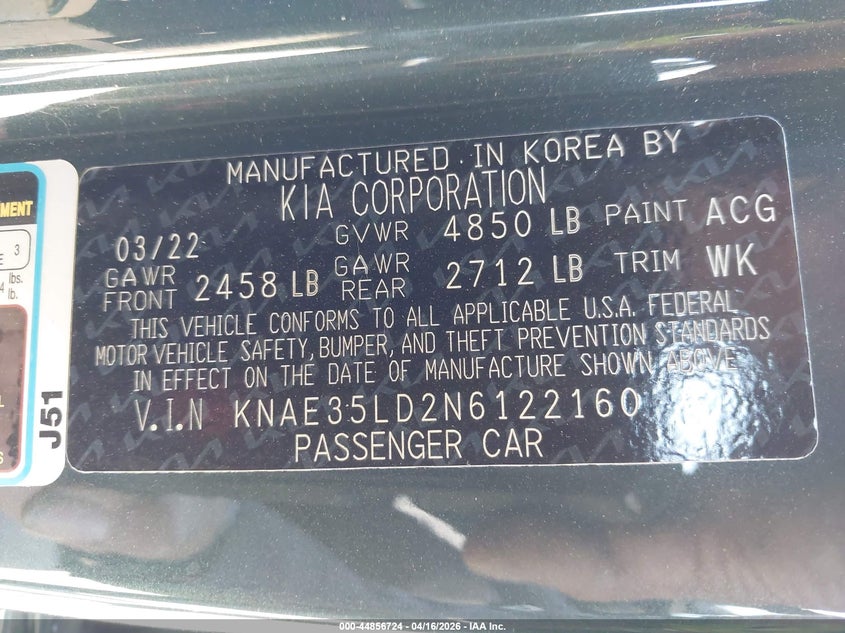 MANUFACTURED IN KOREA BY
KIA CORPORATION
03/22 GVWR 4850 LB PAINT ACG
GAWR FRONT 2458 LB GAWR REAR 2712 LB TRIM WK
THIS VEHICLE CONFORMS TO ALL APPLICABLE U.S.A. FEDERAL
MOTOR VEHICLE SAFETY, BUMPER, AND THEFT PREVENTION STANDARDS
IN EFFECT ON THE DATE OF MANUFACTURE SHOWN ABOVE
V.I.N KNAE35LD2N6122160
PASSENGER CAR
3
lbs.
lb.
J51
000-44856724 - 04/16/2026 - IAA Inc.